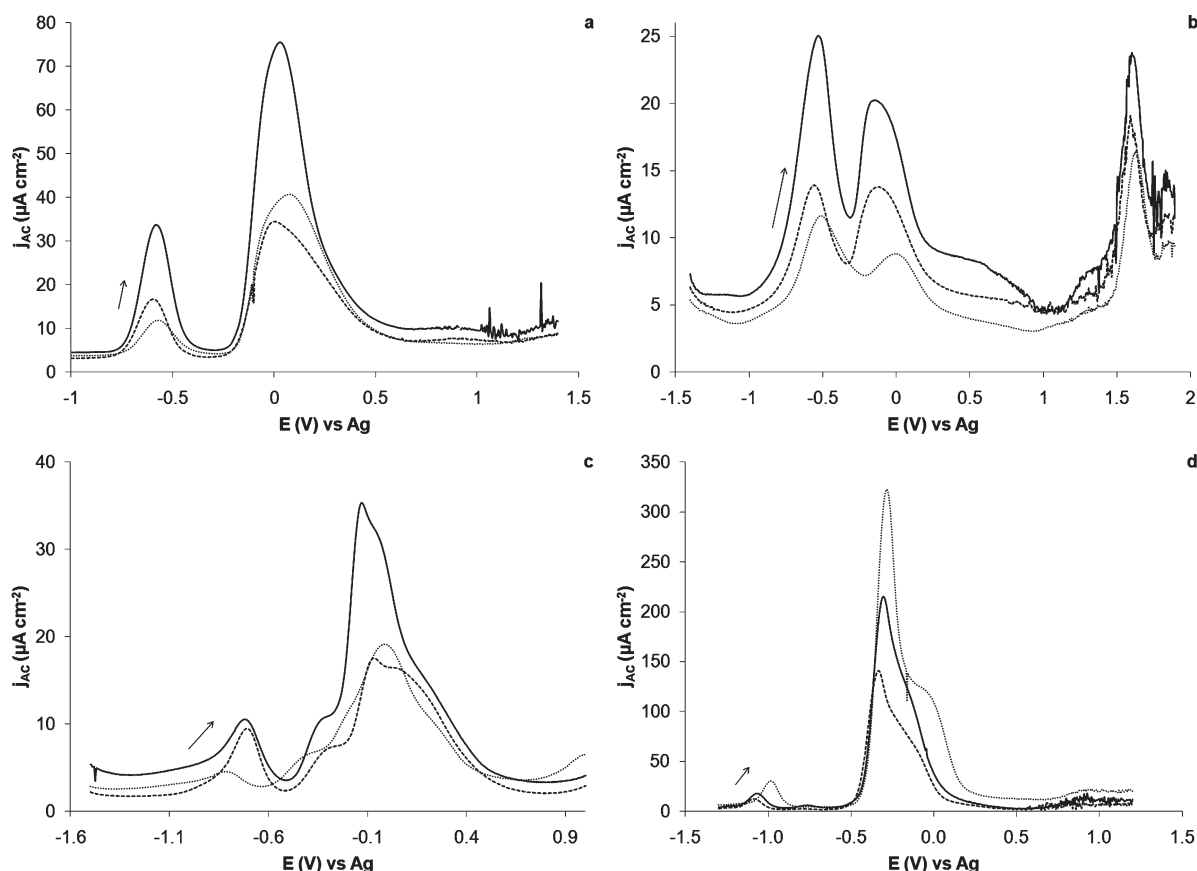 a
80
70
60
50
40
30
20
10
0
-1 -0.5 0 0.5 1 1.5
j_AC (µA cm⁻²)
E (V) vs Ag
b
25
20
15
10
5
0
-1.5 -1 -0.5 0 0.5 1 1.5 2
j_AC (µA cm⁻²)
E (V) vs Ag
c
40
30
20
10
0
-1.6 -1.1 -0.6 -0.1 0.4 0.9
j_AC (µA cm⁻²)
E (V) vs Ag
d
350
300
250
200
150
100
50
0
-1.5 -1.0 -0.5 0.0 0.5 1.0 1.5
j_AC (µA cm⁻²)
E (V) vs Ag